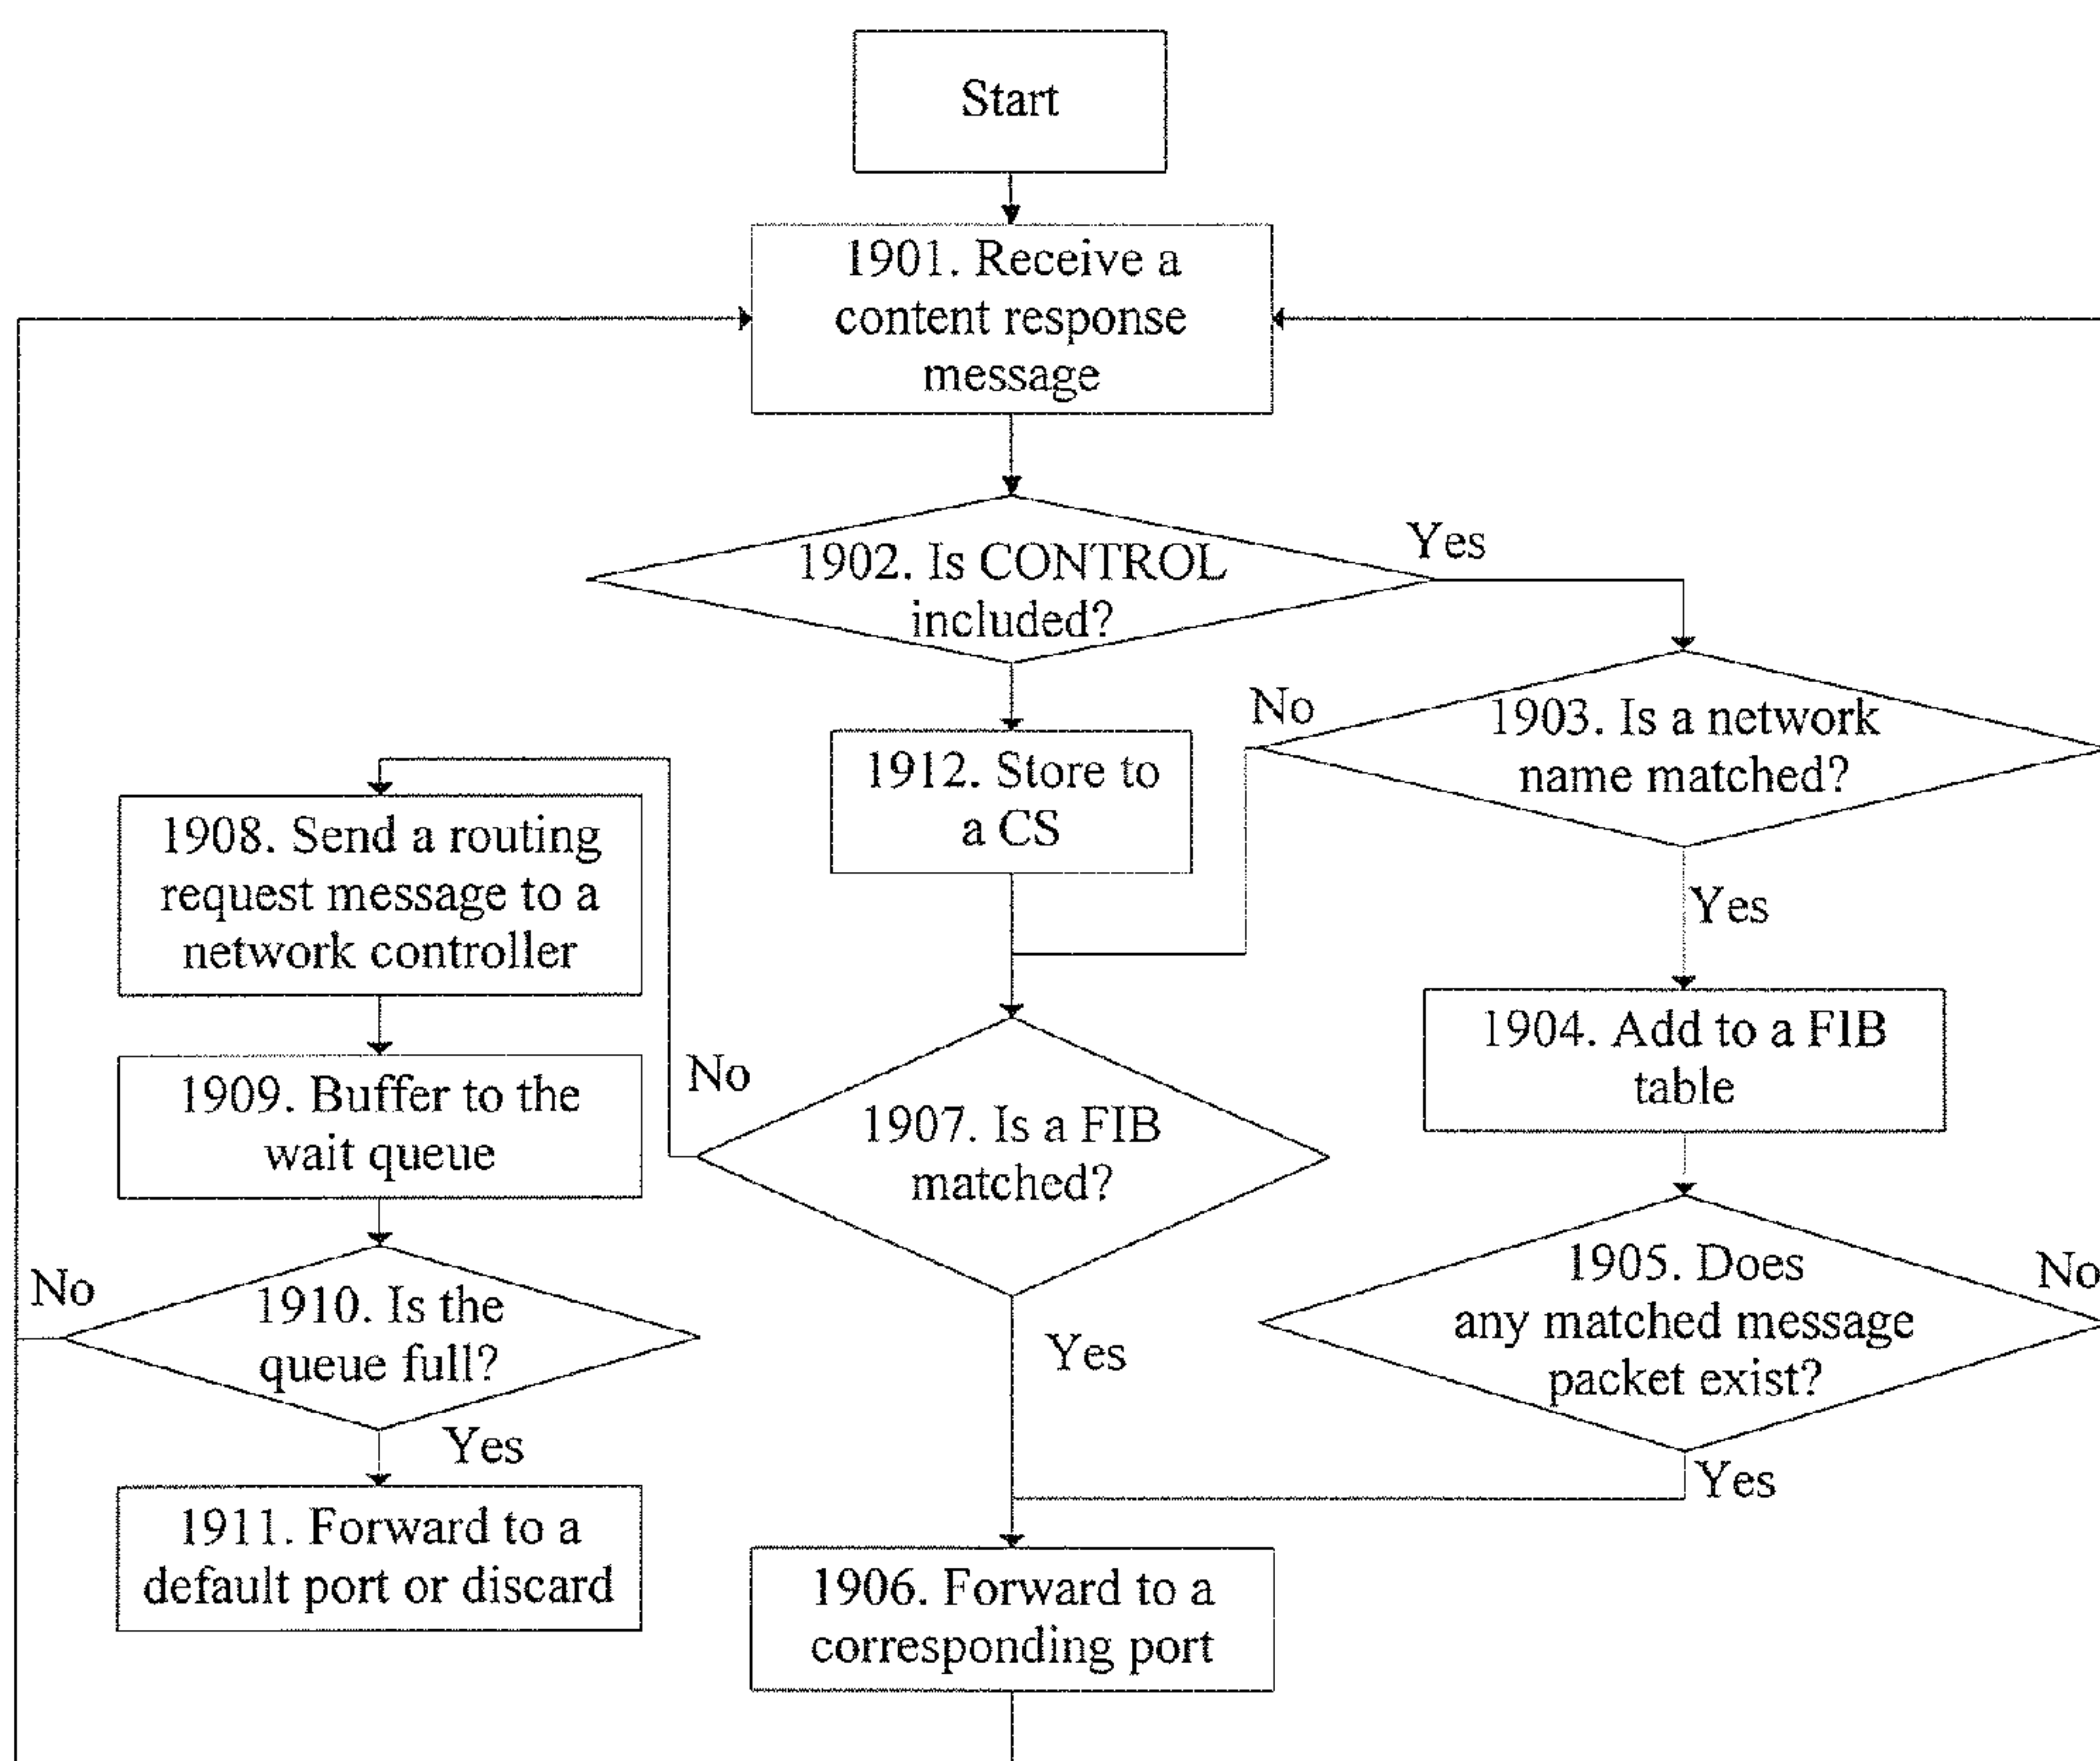 Start
1901. Receive a
content response
message
1902. Is CONTROL
included?
Yes
1903. Is a network
name matched?
No
Yes
1912. Store to
a CS
1908. Send a routing
request message to a
network controller
1904. Add to a FIB
table
1909. Buffer to the
wait queue
No
1907. Is a FIB
matched?
Yes
1905. Does
any matched message
packet exist?
No
Yes
1910. Is the
queue full?
No
Yes
1911. Forward to a
default port or discard
1906. Forward to a
corresponding port